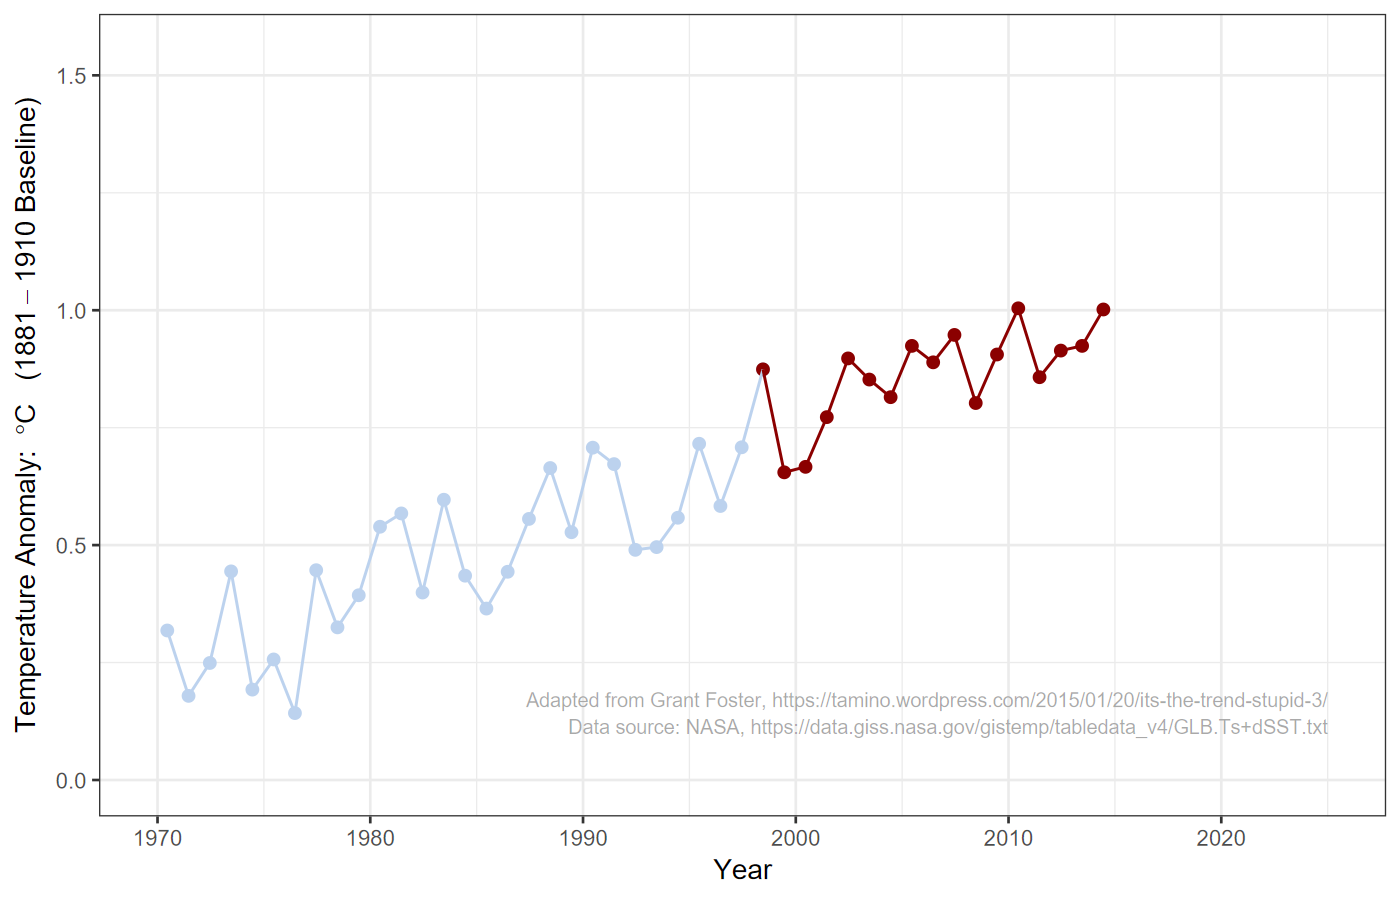 Temperature Anomaly: °C (1881 – 1910 Baseline)
1.5
1.0
0.5
0.0
Adapted from Grant Foster, https://tamino.wordpress.com/2015/01/20/its-the-trend-stupid-3/
Data source: NASA, https://data.giss.nasa.gov/gistemp/tabledata_v4/GLB.Ts+dSST.txt
1970 1980 1990 2000 2010 2020
Year